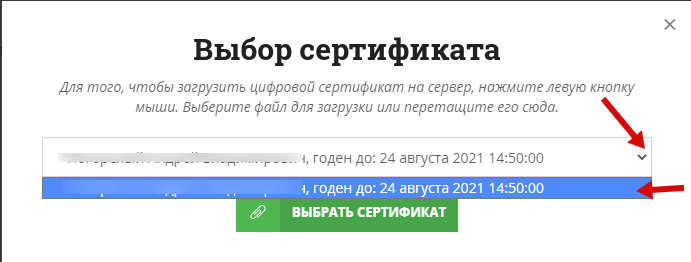 Выбор сертификата
Для того, чтобы загрузить цифровой сертификат на сервер, нажмите левую кнопку
мыши. Выберите файл для загрузки или перетащите его сюда.
годен до: 24 августа 2021 14:50:00
годен до: 24 августа 2021 14:50:00
ВЫБРАТЬ СЕРТИФИКАТ